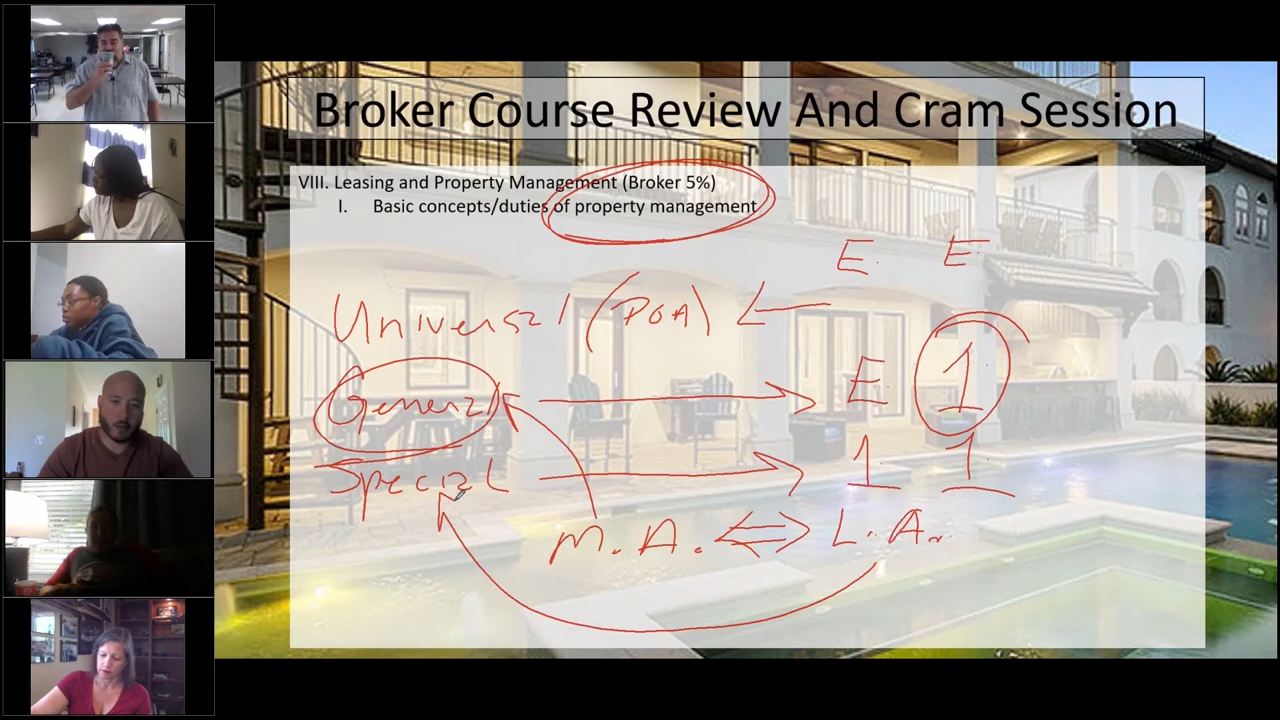 Broker Course Review And Cram Session
VIII. Leasing and Property Management (Broker 5%)
I. Basic concepts/duties of property management
E. E.
Universal (POA)
General E 1
Special 1 1
M.A. L.A.